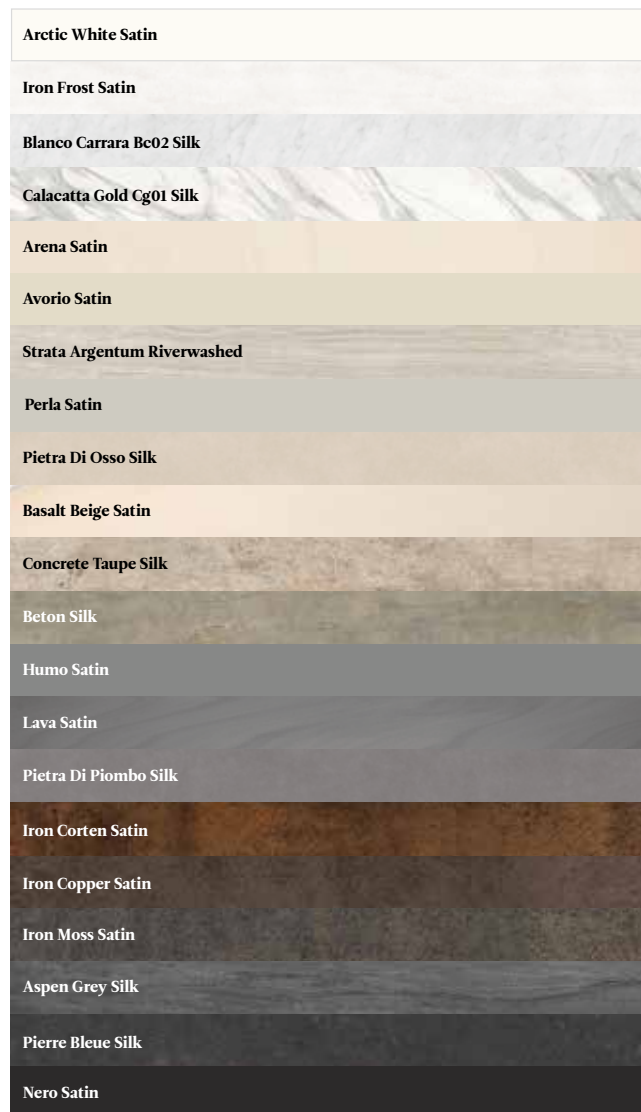 Arctic White Satin
Iron Frost Satin
Blanco Carrara Bc02 Silk
Calacatta Gold Cg01 Silk
Arena Satin
Avorio Satin
Strata Argentum Riverwashed
Perla Satin
Pietra Di Osso Silk
Basalt Beige Satin
Concrete Taupe Silk
Beton Silk
Humo Satin
Lava Satin
Pietra Di Piombo Silk
Iron Corten Satin
Iron Copper Satin
Iron Moss Satin
Aspen Grey Silk
Pierre Bleue Silk
Nero Satin